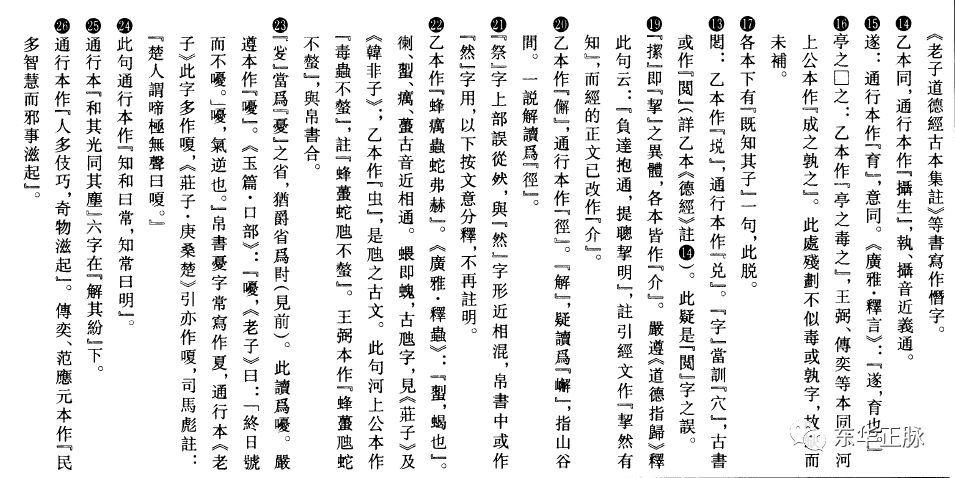 《老子道德經古本集註》等書寫作僭字。
⑭乙本同，通行本作『攝生』，執、攝音近義通。
⑮遂：通行本作『育』，意同。《廣雅·釋言》：『遂，育也。』
⑯亭之□之：乙本作『亭之毒之』，王弼、傅奕等本同，河
上公本作『成之孰之』。此處殘劃不似毒或孰字，故
而
未補。
⑰各本下有『既知其子』一句，此脱。
⑬閲：乙本作『㙂』，通行本作『兑』。『字』當訓『穴』，古書
或作『閲』（詳乙本《德經》註⑭）。此疑是『閲』字之誤。
⑲『摞』即『挈』之異體，各本皆作『介』。嚴遵《道德指歸》釋
此句云：『負達抱通，提聰挈明』，註引經文作『挈然有
知』，而經的正文已改作『介』。
⑳乙本作『懈』，通行本作『徑』。『解』，疑讀爲『嶰』，指山谷
間。一説解讀爲『徑』。
㉑『祭』字上部誤從然，與『然』字形近相混，帛書中或作
『然』字用，以下按文意分釋，不再註明。
㉒乙本作『蜂癘蟲蛇弗赫』。《廣雅·釋蟲》：『蝲，蝎也』。
㑨、蝲、癘、蠆古音近相通。螝即螝，古虺字，見《莊子》及
《韓非子》；乙本作『虫』，是虺之古文。此句河上公本作
『毒蟲不螫』，註『蜂蠆蛇虺不螫』。王弼本作『蜂蠆虺蛇
不螫』，與帛書合。
㉓『㕰』當爲『憂』之省，猶爵省爲尀（見前）。此讀爲嚘。嚴
遵本作『嚘』。《玉篇·口部》：『嚘，《老子》曰：「終日號
而不嚘。」嚘，氣逆也。』帛書憂字常寫作夏，通行本《老
子》此字多作嗄，《莊子·庚桑楚》引亦作嗄，司馬彪註：
『楚人謂啼極無聲曰嗄。』
㉔此句通行本作『知和曰常，知常曰明』。
㉕通行本『和其光同其塵』六字在『解其紛』下。
㉖通行本作『人多伎巧，奇物滋起』。傅奕、范應元本作『民
多智慧而邪事滋起』。
东华正脉